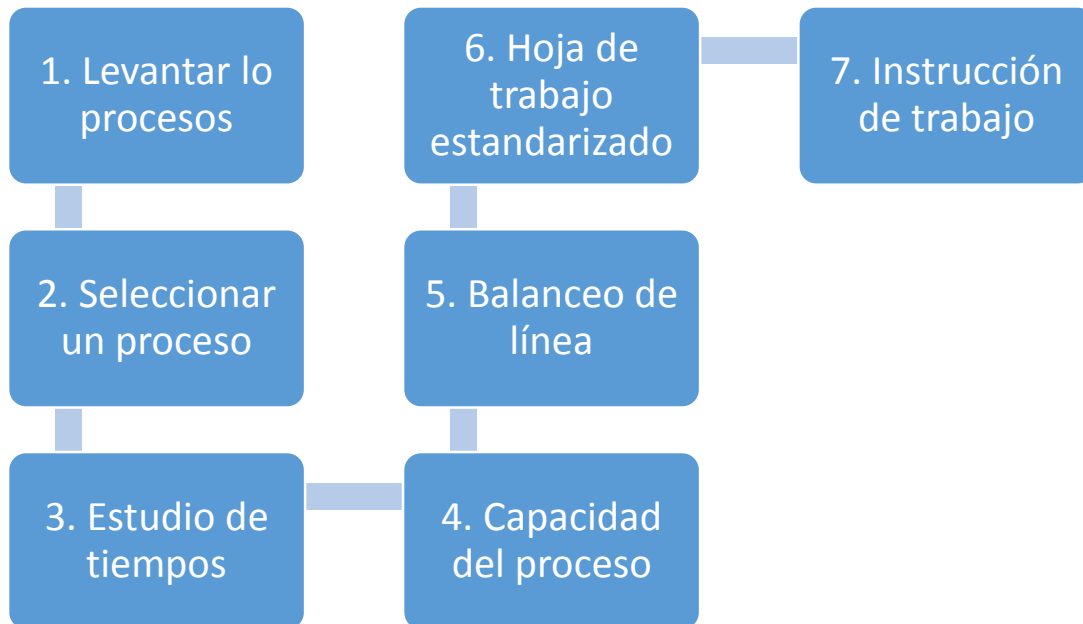 1. Levantar lo
procesos
2. Seleccionar
un proceso
3. Estudio de
tiempos
4. Capacidad
del proceso
5. Balanceo de
línea
6. Hoja de
trabajo
estandarizado
7. Instrucción
de trabajo